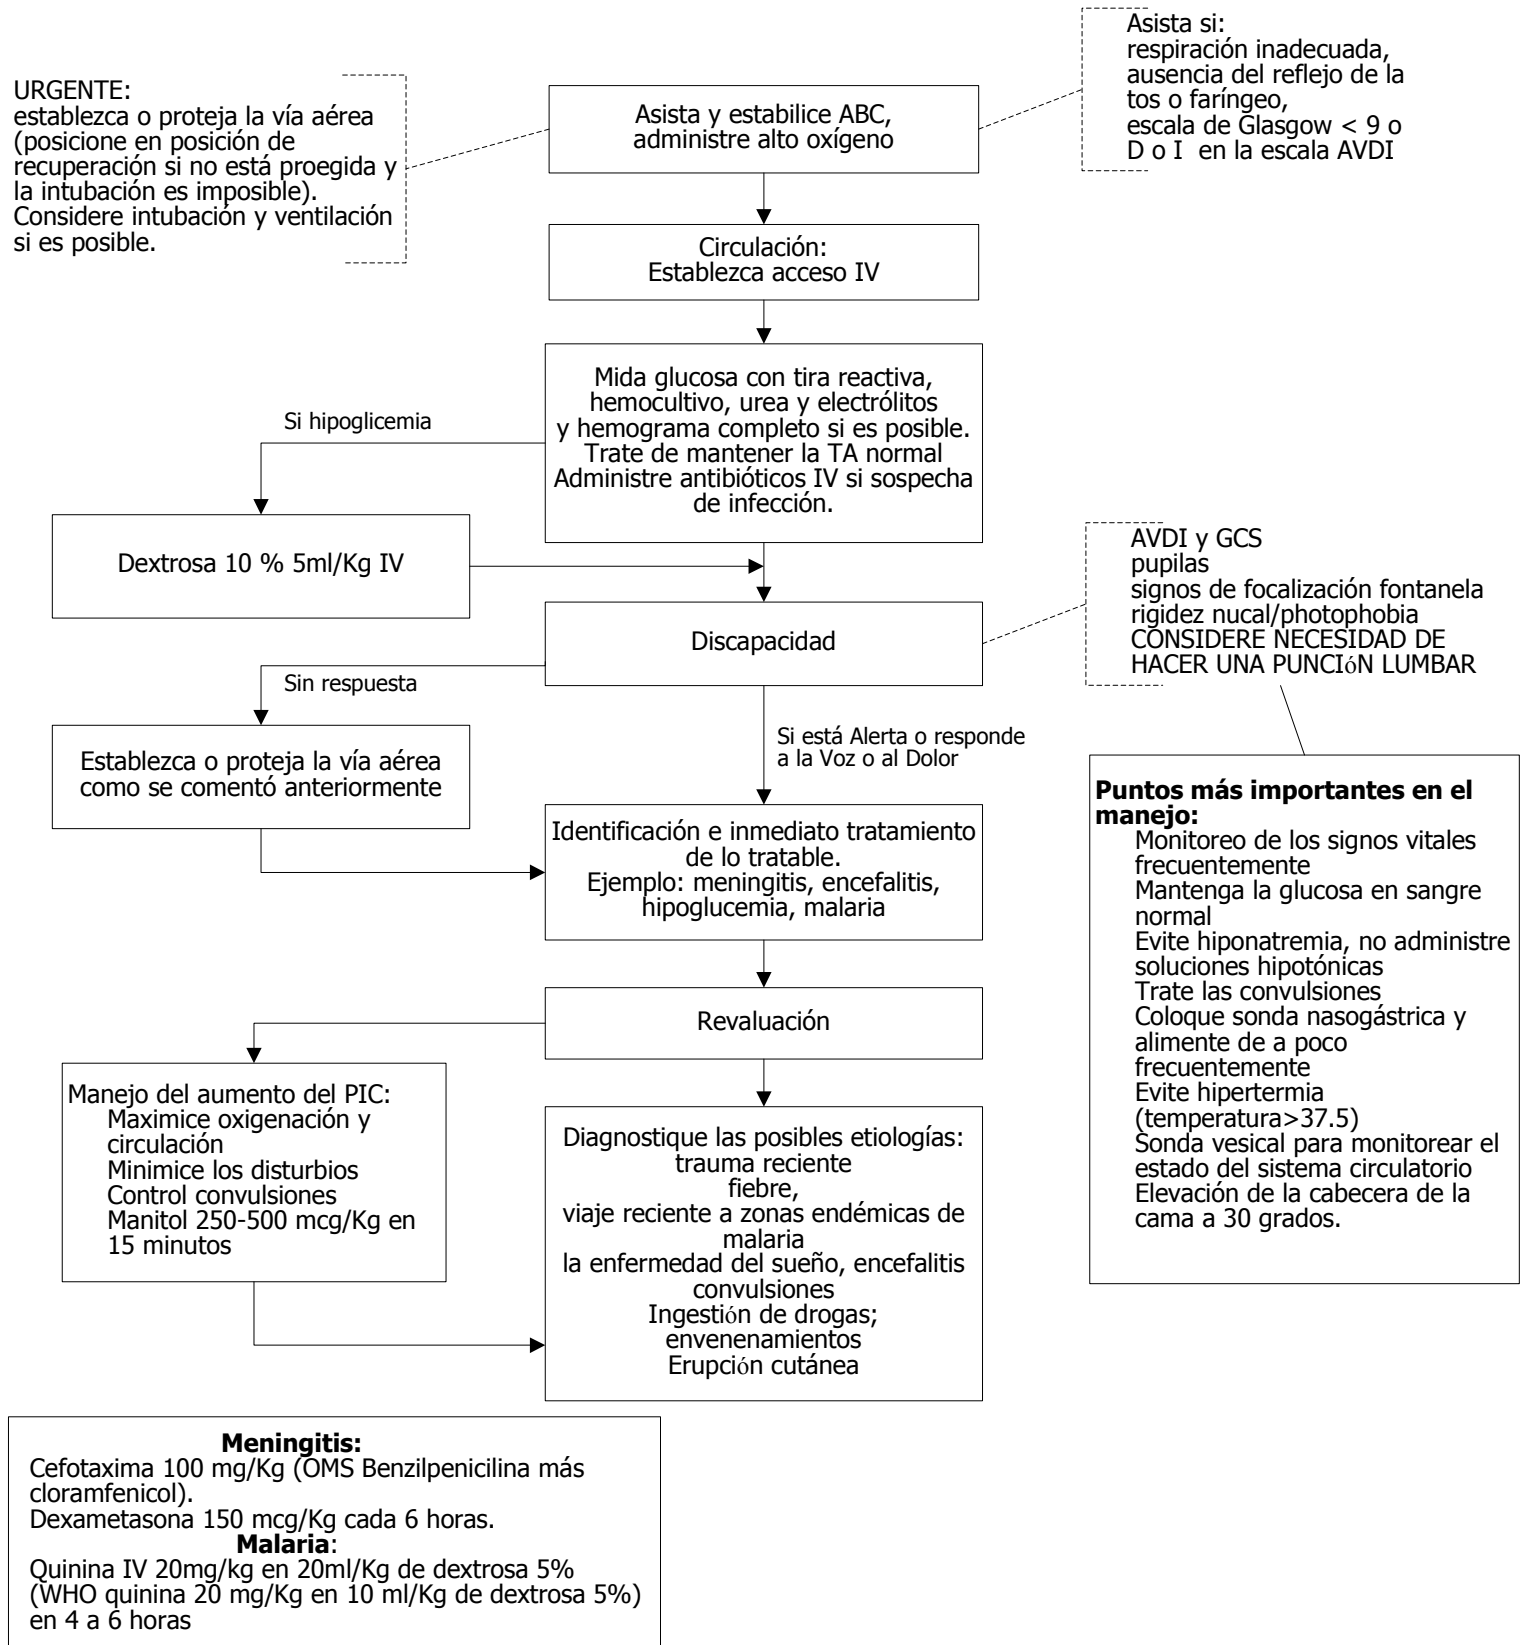 URGENTE:
establezca o proteja la vía aérea
(posicione en posición de
recuperación si no está proegida y
la intubación es imposible).
Considere intubación y ventilación
si es posible.
Asista y estabilice ABC,
administre alto oxígeno
Asista si:
respiración inadecuada,
ausencia del reflejo de la
tos o faríngeo,
escala de Glasgow < 9 o
D o I en la escala AVDI
Circulación:
Establezca acceso IV
Mida glucosa con tira reactiva,
hemocultivo, urea y electrólitos
y hemograma completo si es posible.
Trate de mantener la TA normal
Administre antibióticos IV si sospecha
de infección.
Si hipoglicemia
Dextrosa 10 % 5ml/Kg IV
Discapacidad
AVDI y GCS
pupilas
signos de focalización fontanela
rigidez nucal/photophobia
CONSIDERE NECESIDAD DE
HACER UNA PUNCIóN LUMBAR
Sin respuesta
Si está Alerta o responde
a la Voz o al Dolor
Establezca o proteja la vía aérea
como se comentó anteriormente
Identificación e inmediato tratamiento
de lo tratable.
Ejemplo: meningitis, encefalitis,
hipoglucemia, malaria
Puntos más importantes en el
manejo:
Monitoreo de los signos vitales
frecuentemente
Mantenga la glucosa en sangre
normal
Evite hiponatremia, no administre
soluciones hipotónicas
Trate las convulsiones
Coloque sonda nasogástrica y
alimente de a poco
frecuentemente
Evite hipertermia
(temperatura>37.5)
Sonda vesical para monitorear el
estado del sistema circulatorio
Elevación de la cabecera de la
cama a 30 grados.
Revaluación
Manejo del aumento del PIC:
Maximice oxigenación y
circulación
Minimice los disturbios
Control convulsiones
Manitol 250-500 mcg/Kg en
15 minutos
Diagnostique las posibles etiologías:
trauma reciente
fiebre,
viaje reciente a zonas endémicas de
malaria
la enfermedad del sueño, encefalitis
convulsiones
Ingestión de drogas;
envenenamientos
Erupción cutánea
Meningitis:
Cefotaxima 100 mg/Kg (OMS Benzilpenicilina más
cloramfenicol).
Dexametasona 150 mcg/Kg cada 6 horas.
Malaria:
Quinina IV 20mg/kg en 20ml/Kg de dextrosa 5%
(WHO quinina 20 mg/Kg en 10 ml/Kg de dextrosa 5%)
en 4 a 6 horas